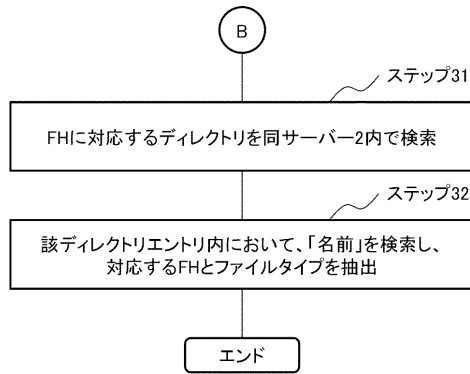 B
ステップ31
FHに対応するディレクトリを同サーバー2内で検索
ステップ32
該ディレクトリエントリ内において、「名前」を検索し、
対応するFHとファイルタイプを抽出
エンド